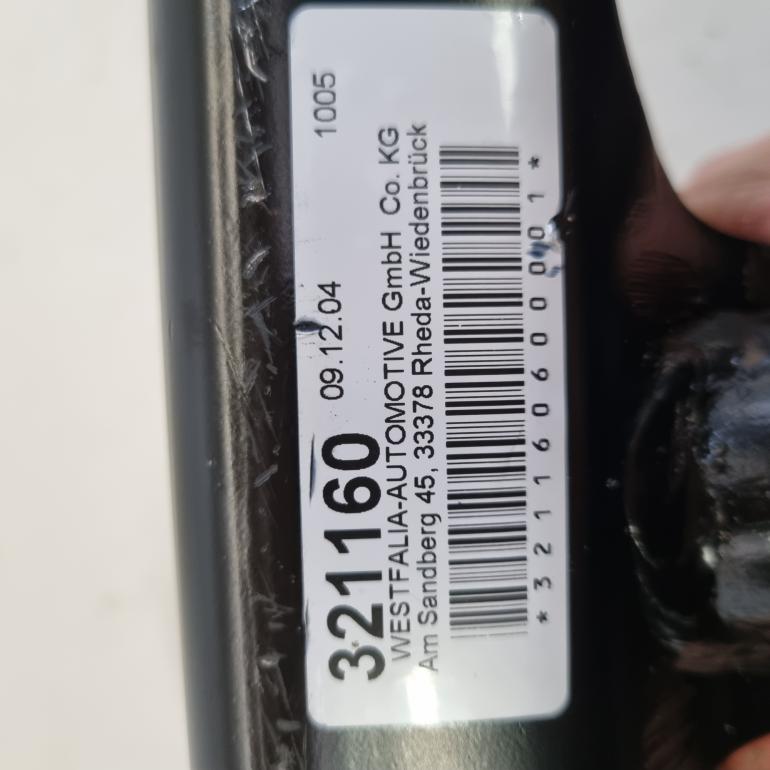 321160 09.12.04 1005
WESTFALIA-AUTOMOTIVE GmbH Co. KG
Am Sandberg 45, 33378 Rheda-Wiedenbrück
*321160600001*